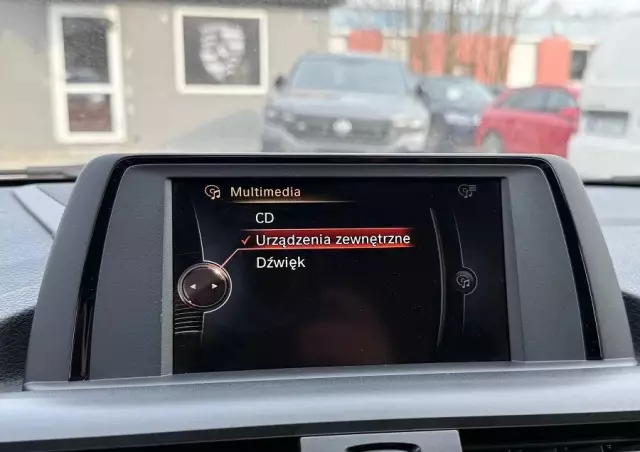 Multimedia
CD
Urządzenia zewnętrzne
Dźwięk